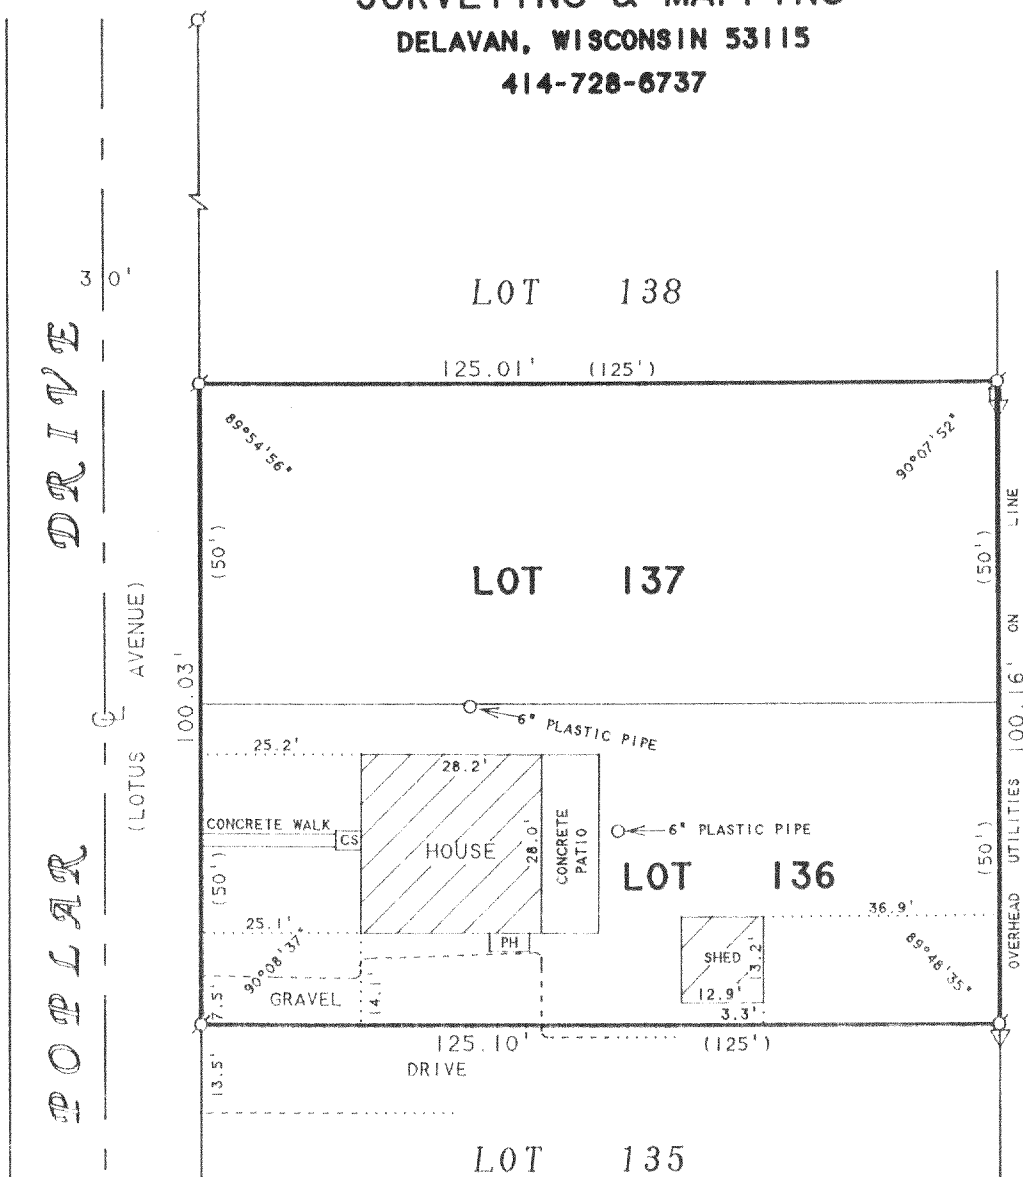 SURVEYING & MAPPING
DELAVAN, WISCONSIN 53115
414-728-6737
30'
LOT 138
125.01' (125')
89°54'56"
90°07'52"
POPLAR DRIVE
(LOTUS AVENUE)
(50')
(50')
LOT 137
100.03'
100.16'
OVERHEAD UTILITIES ON LINE
6" PLASTIC PIPE
25.2'
28.2'
CONCRETE WALK
CS
HOUSE
28.0'
CONCRETE
PATIO
6" PLASTIC PIPE
(50')
(50')
LOT 136
25.1'
36.9'
PH
90°08'37"
89°48'35"
SHED
13.2'
12.9'
GRAVEL
14.1'
7.5'
3.3'
125.10' (125')
13.5'
DRIVE
LOT 135